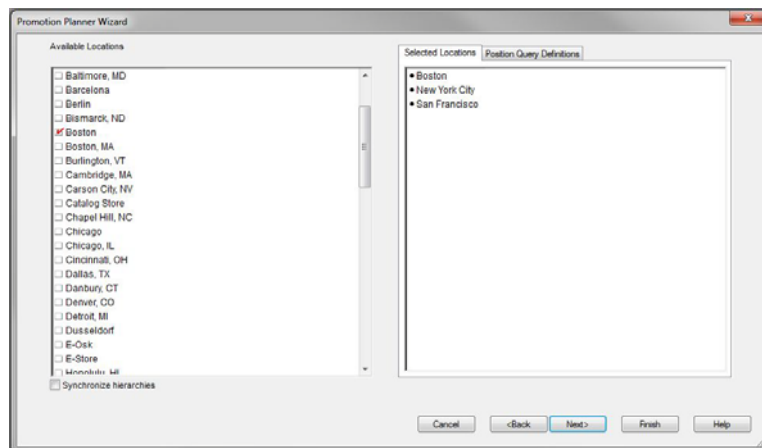 Promotion Planner Wizard
Available Locations
Baltimore, MD
Barcelona
Berlin
Bismarck, ND
Boston
Boston, MA
Burlington, VT
Cambridge, MA
Carson City, NV
Catalog Store
Chapel Hill, NC
Chicago
Chicago, IL
Cincinnati, OH
Dallas, TX
Danbury, CT
Denver, CO
Detroit, MI
Dusseldorf
E-Osk
E-Store
Honolulu, HI
Synchronize hierarchies
Selected Locations
Position Query Definitions
Boston
New York City
San Francisco
Cancel
<Back
Next>
Finish
Help